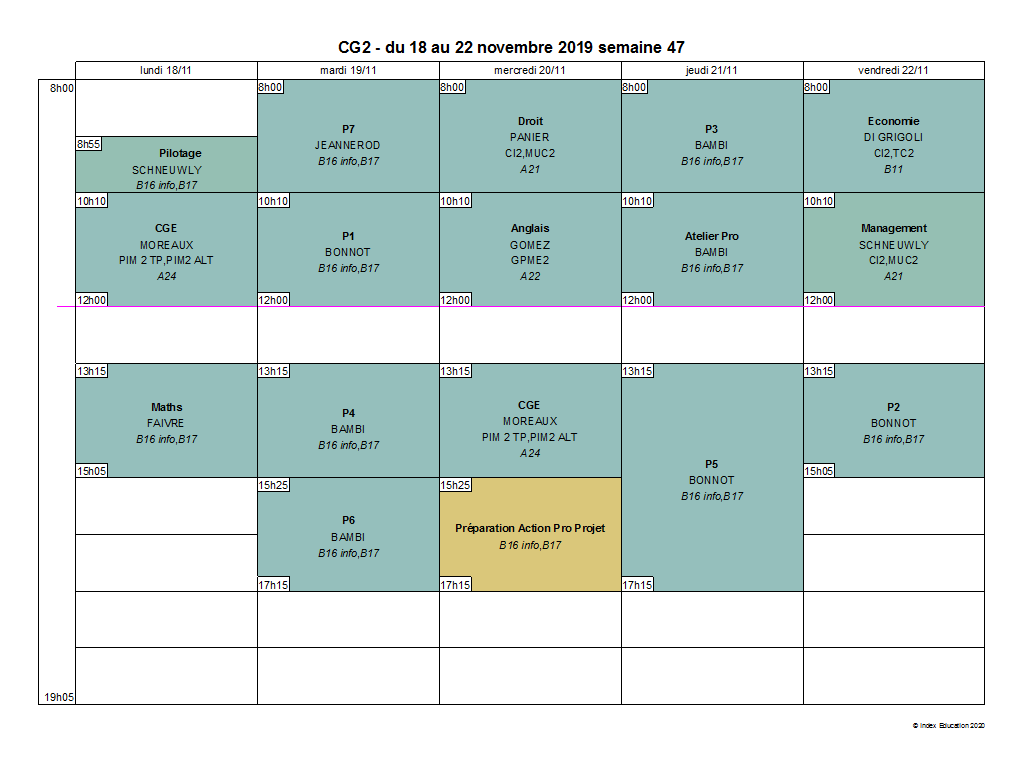 CG2 - du 18 au 22 novembre 2019 semaine 47
lundi 18/11
mardi 19/11
mercredi 20/11
jeudi 21/11
vendredi 22/11
8h00
19h05
8h55
Pilotage
SCHNEUWLY
B16 info,B17
10h10
CGE
MOREAUX
PIM 2 TP,PIM2 ALT
A24
12h00
13h15
Maths
FAIVRE
B16 info,B17
15h05
8h00
P7
JEANNEROD
B16 info,B17
10h10
P1
BONNOT
B16 info,B17
12h00
13h15
P4
BAMBI
B16 info,B17
15h25
P6
BAMBI
B16 info,B17
17h15
8h00
Droit
PANIER
CI2,MUC2
A21
10h10
Anglais
GOMEZ
GPME2
A22
12h00
13h15
CGE
MOREAUX
PIM 2 TP,PIM2 ALT
A24
15h25
Préparation Action Pro Projet
B16 info,B17
17h15
8h00
P3
BAMBI
B16 info,B17
10h10
Atelier Pro
BAMBI
B16 info,B17
12h00
13h15
P5
BONNOT
B16 info,B17
17h15
8h00
Economie
DI GRIGOLI
CI2,TC2
B11
10h10
Management
SCHNEUWLY
CI2,MUC2
A21
12h00
13h15
P2
BONNOT
B16 info,B17
15h05
© Index Education 2020